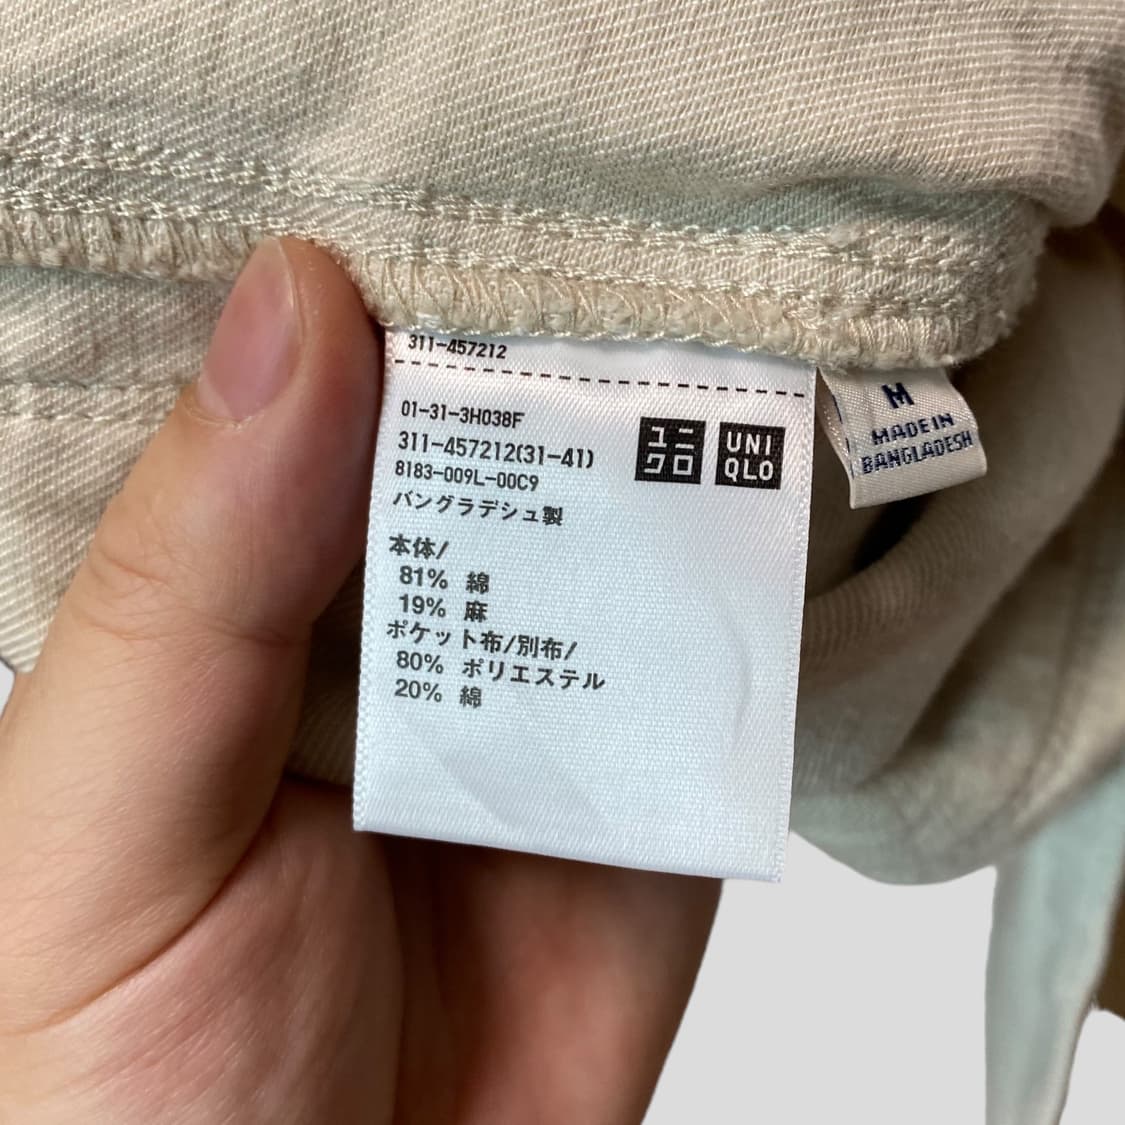 311-457212
01-31-3H038F
311-457212(31-41)
8183-009L-00C9
バングラデシュ製
ユニ
クロ
UNI
QLO
本体/
81% 綿
19% 麻
ポケット布/別布/
80% ポリエステル
20% 綿
M
MADE IN
BANGLADESH